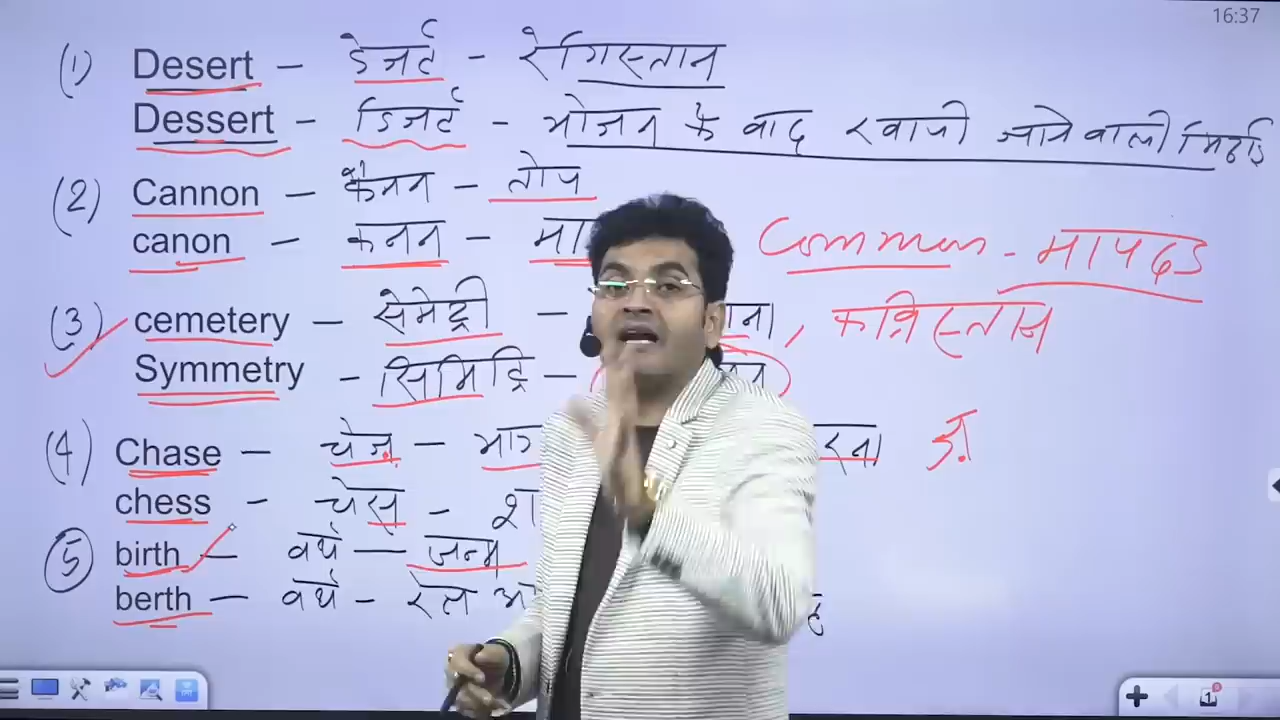 16:37
(1) Desert – डेजर्ट - रेगिस्तान
Dessert - डिजर्ट - भोजन के बाद खायी जाने वाली मिठाई
(2) Cannon – कैनन – तोप
canon – कनन – common - मापदंड
(3) cemetery – सेमेट्री – , कब्रिस्तान
Symmetry - सिमिट्रि –
(4) Chase – चेज़ – ज़
chess - चेस -
(5) birth – बर्थ — जन्म
berth – बर्थ – रेल